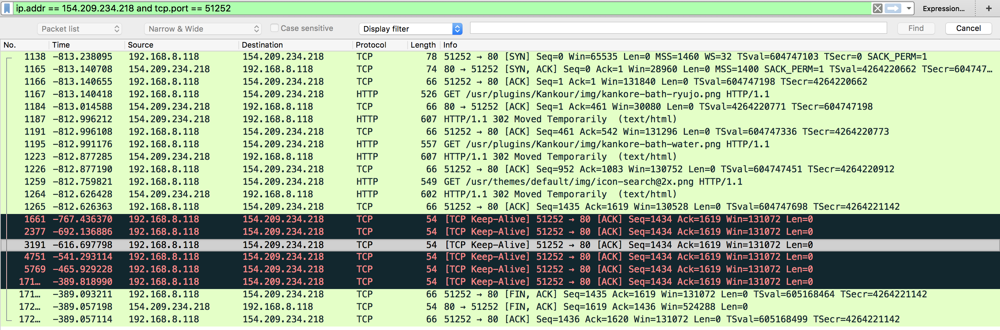 ip.addr == 154.209.234.218 and tcp.port == 51252 Expression... +
Packet list Narrow & Wide Case sensitive Display filter Find Cancel
No. Time Source Destination Protocol Length Info
1138 -813.238095 192.168.8.118 154.209.234.218 TCP 78 51252 → 80 [SYN] Seq=0 Win=65535 Len=0 MSS=1460 WS=32 TSval=604747103 TSecr=0 SACK_PERM=1
1165 -813.140708 154.209.234.218 192.168.8.118 TCP 74 80 → 51252 [SYN, ACK] Seq=0 Ack=1 Win=28960 Len=0 MSS=1400 SACK_PERM=1 TSval=4264220662 TSecr=604747…
1166 -813.140655 192.168.8.118 154.209.234.218 TCP 66 51252 → 80 [ACK] Seq=1 Ack=1 Win=131840 Len=0 TSval=604747198 TSecr=4264220662
1167 -813.140418 192.168.8.118 154.209.234.218 HTTP 526 GET /usr/plugins/Kankour/img/kankore-bath-ryujo.png HTTP/1.1
1184 -813.014588 154.209.234.218 192.168.8.118 TCP 66 80 → 51252 [ACK] Seq=1 Ack=461 Win=30080 Len=0 TSval=4264220771 TSecr=604747198
1187 -812.996212 154.209.234.218 192.168.8.118 HTTP 607 HTTP/1.1 302 Moved Temporarily (text/html)
1191 -812.996108 192.168.8.118 154.209.234.218 TCP 66 51252 → 80 [ACK] Seq=461 Ack=542 Win=131296 Len=0 TSval=604747336 TSecr=4264220773
1195 -812.991176 192.168.8.118 154.209.234.218 HTTP 557 GET /usr/plugins/Kankour/img/kankore-bath-water.png HTTP/1.1
1223 -812.877285 154.209.234.218 192.168.8.118 HTTP 607 HTTP/1.1 302 Moved Temporarily (text/html)
1226 -812.877190 192.168.8.118 154.209.234.218 TCP 66 51252 → 80 [ACK] Seq=952 Ack=1083 Win=130752 Len=0 TSval=604747451 TSecr=4264220912
1259 -812.759821 192.168.8.118 154.209.234.218 HTTP 549 GET /usr/themes/default/img/icon-search@2x.png HTTP/1.1
1264 -812.626428 154.209.234.218 192.168.8.118 HTTP 602 HTTP/1.1 302 Moved Temporarily (text/html)
1265 -812.626363 192.168.8.118 154.209.234.218 TCP 66 51252 → 80 [ACK] Seq=1435 Ack=1619 Win=130528 Len=0 TSval=604747698 TSecr=4264221142
1661 -767.436370 192.168.8.118 154.209.234.218 TCP 54 [TCP Keep-Alive] 51252 → 80 [ACK] Seq=1434 Ack=1619 Win=131072 Len=0
2377 -692.136886 192.168.8.118 154.209.234.218 TCP 54 [TCP Keep-Alive] 51252 → 80 [ACK] Seq=1434 Ack=1619 Win=131072 Len=0
3191 -616.697798 192.168.8.118 154.209.234.218 TCP 54 [TCP Keep-Alive] 51252 → 80 [ACK] Seq=1434 Ack=1619 Win=131072 Len=0
4751 -541.293114 192.168.8.118 154.209.234.218 TCP 54 [TCP Keep-Alive] 51252 → 80 [ACK] Seq=1434 Ack=1619 Win=131072 Len=0
5769 -465.929228 192.168.8.118 154.209.234.218 TCP 54 [TCP Keep-Alive] 51252 → 80 [ACK] Seq=1434 Ack=1619 Win=131072 Len=0
171… -389.818990 192.168.8.118 154.209.234.218 TCP 54 [TCP Keep-Alive] 51252 → 80 [ACK] Seq=1434 Ack=1619 Win=131072 Len=0
171… -389.093211 192.168.8.118 154.209.234.218 TCP 66 51252 → 80 [FIN, ACK] Seq=1435 Ack=1619 Win=131072 Len=0 TSval=605168464 TSecr=4264221142
172… -389.057198 154.209.234.218 192.168.8.118 TCP 54 80 → 51252 [FIN, ACK] Seq=1619 Ack=1436 Win=524288 Len=0
172… -389.057114 192.168.8.118 154.209.234.218 TCP 66 51252 → 80 [ACK] Seq=1436 Ack=1620 Win=131072 Len=0 TSval=605168499 TSecr=4264221142